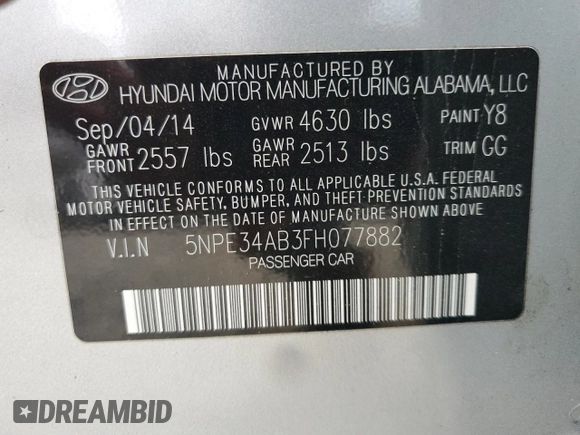 MANUFACTURED BY
HYUNDAI MOTOR MANUFACTURING ALABAMA, LLC
Sep/04/14 GVWR 4630 lbs PAINT Y8
GAWR FRONT 2557 lbs GAWR REAR 2513 lbs TRIM GG
THIS VEHICLE CONFORMS TO ALL APPLICABLE U.S.A. FEDERAL
MOTOR VEHICLE SAFETY, BUMPER, AND THEFT PREVENTION STANDARDS
IN EFFECT ON THE DATE OF MANUFACTURE SHOWN ABOVE.
V.I.N 5NPE34AB3FH077882
PASSENGER CAR
DREAMBID